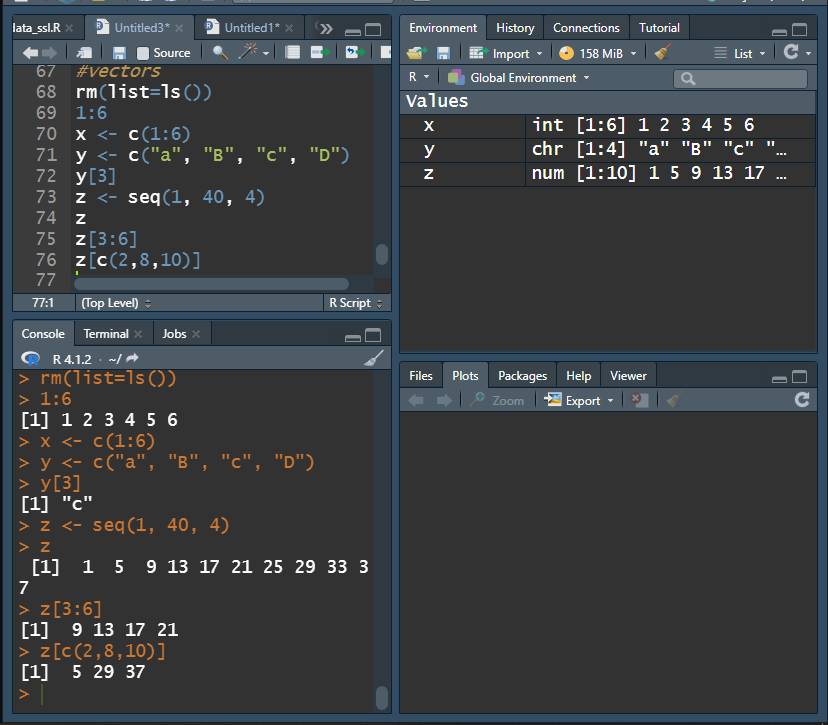 lata_ssl.R
Untitled3*
Untitled1*
Source
67 #vectors
68 rm(list=ls())
69 1:6
70 x <- c(1:6)
71 y <- c("a", "B", "c", "D")
72 y[3]
73 z <- seq(1, 40, 4)
74 z
75 z[3:6]
76 z[c(2,8,10)]
77
77:1 (Top Level) R Script
Console Terminal Jobs
R 4.1.2 · ~/
> rm(list=ls())
> 1:6
[1] 1 2 3 4 5 6
> x <- c(1:6)
> y <- c("a", "B", "c", "D")
> y[3]
[1] "c"
> z <- seq(1, 40, 4)
> z
[1] 1 5 9 13 17 21 25 29 33 3
7
> z[3:6]
[1] 9 13 17 21
> z[c(2,8,10)]
[1] 5 29 37
>
Environment History Connections Tutorial
Import 158 MiB List
R Global Environment
Values
x int [1:6] 1 2 3 4 5 6
y chr [1:4] "a" "B" "c" "…
z num [1:10] 1 5 9 13 17 …
Files Plots Packages Help Viewer
Zoom Export